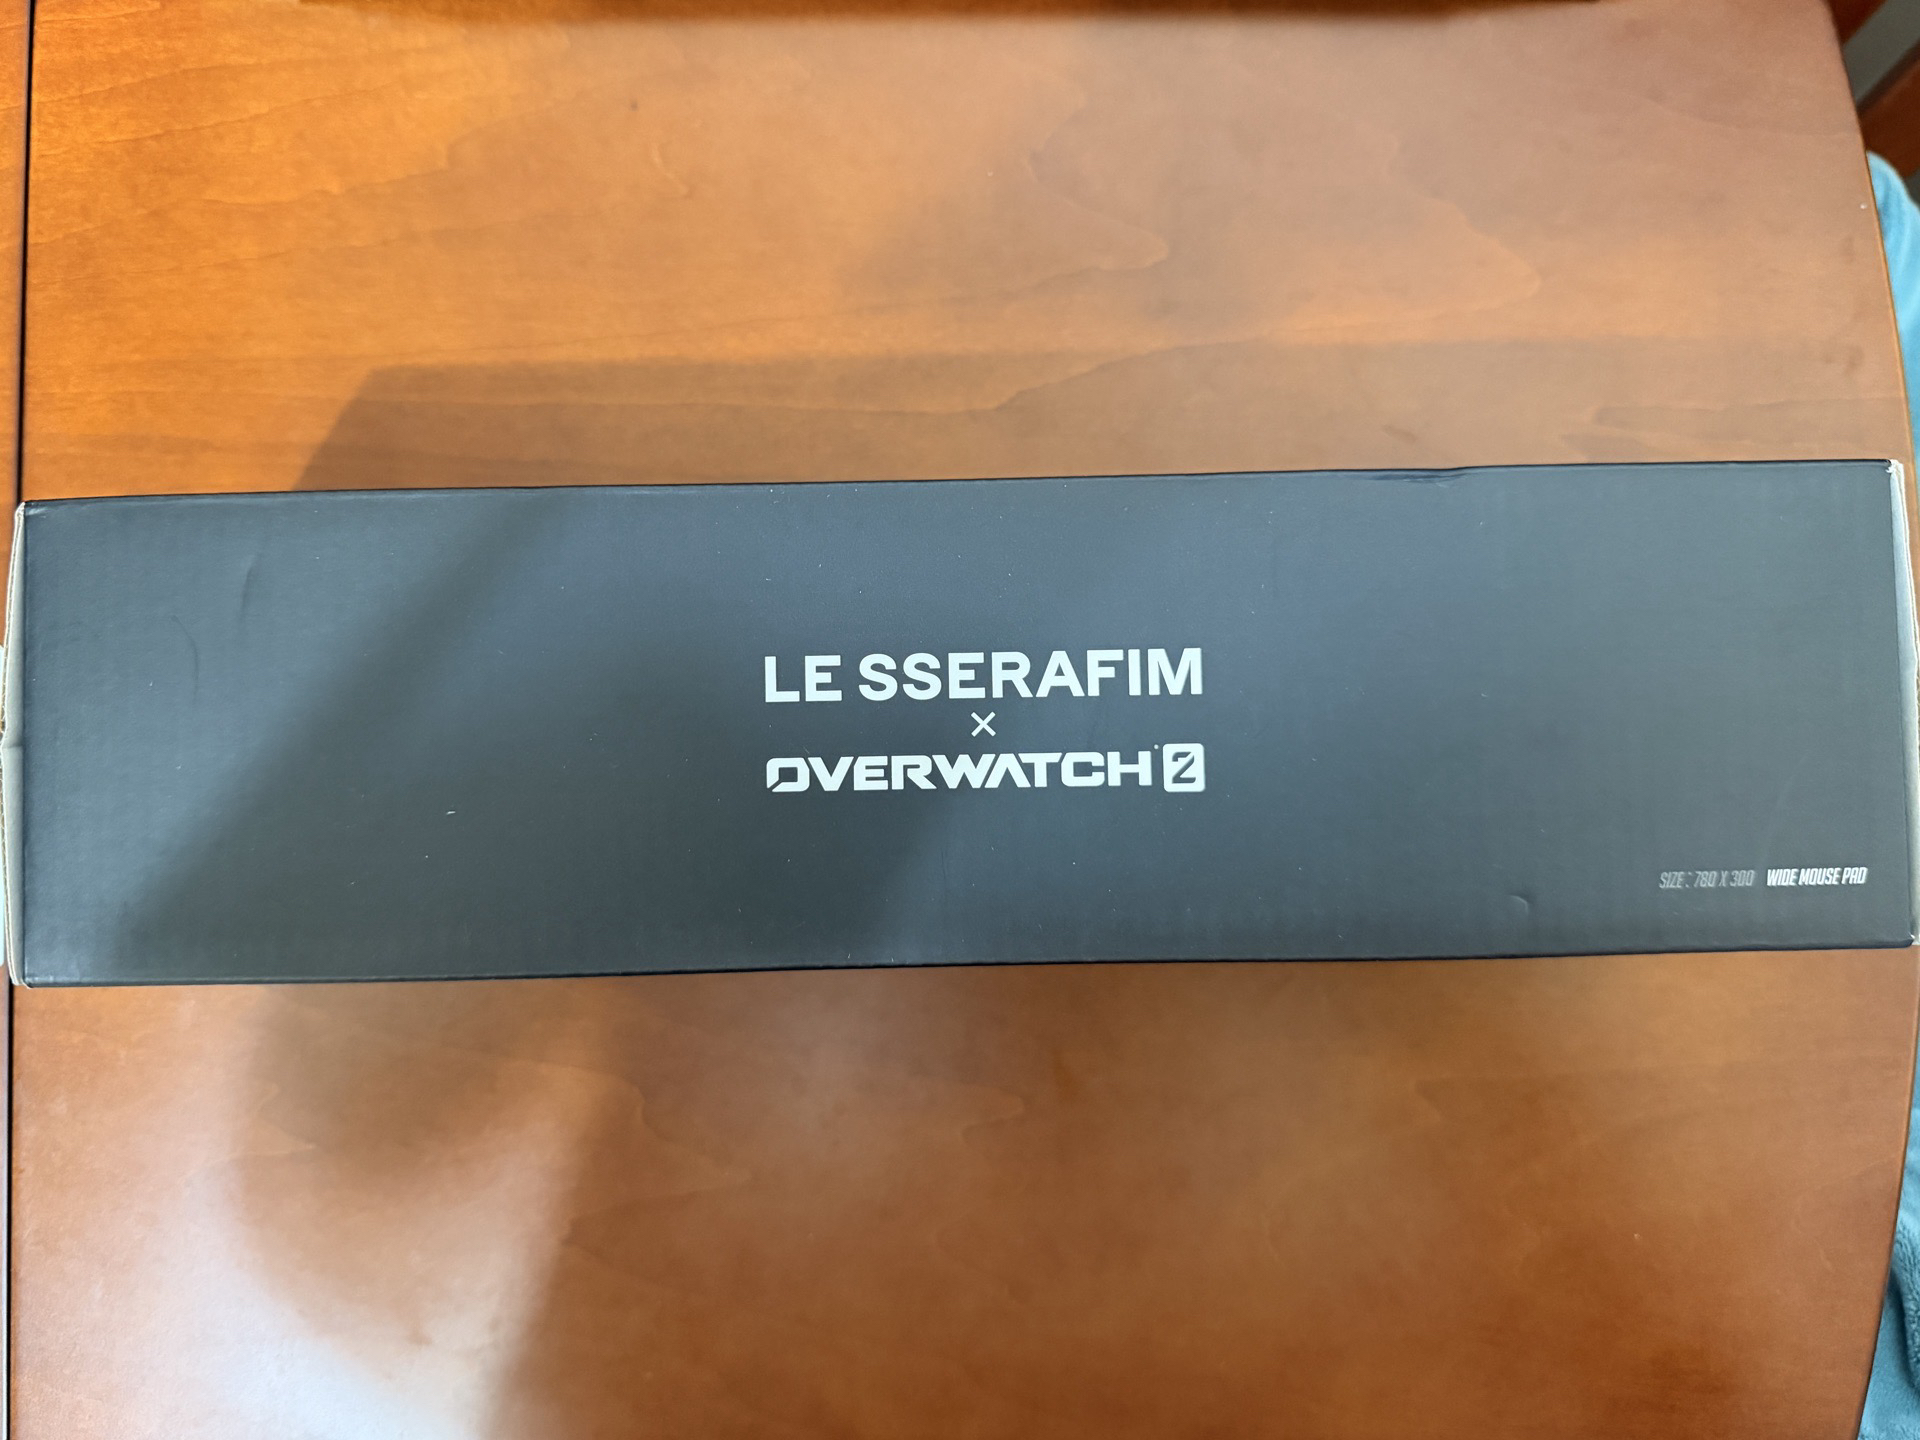 LE SSERAFIM
×
OVERWATCH 2
SIZE : 780 X 300 WIDE MOUSE PAD